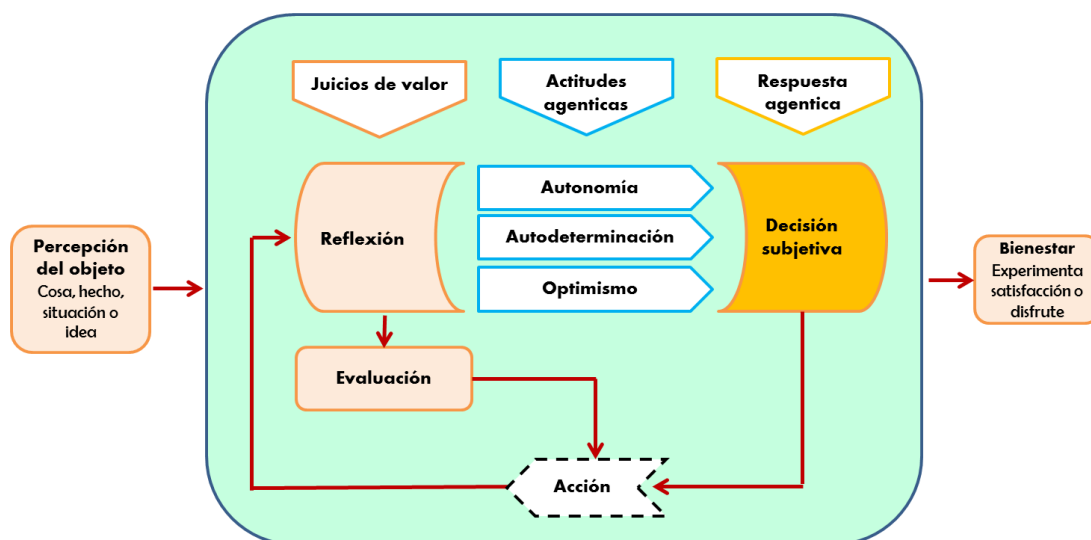 Juicios de valor
Actitudes
agenticas
Respuesta
agentica
Percepción
del objeto
Cosa, hecho,
situación o
idea
Reflexión
Autonomía
Autodeterminación
Optimismo
Decisión
subjetiva
Bienestar
Experimenta
satisfacción o
disfrute
Evaluación
Acción